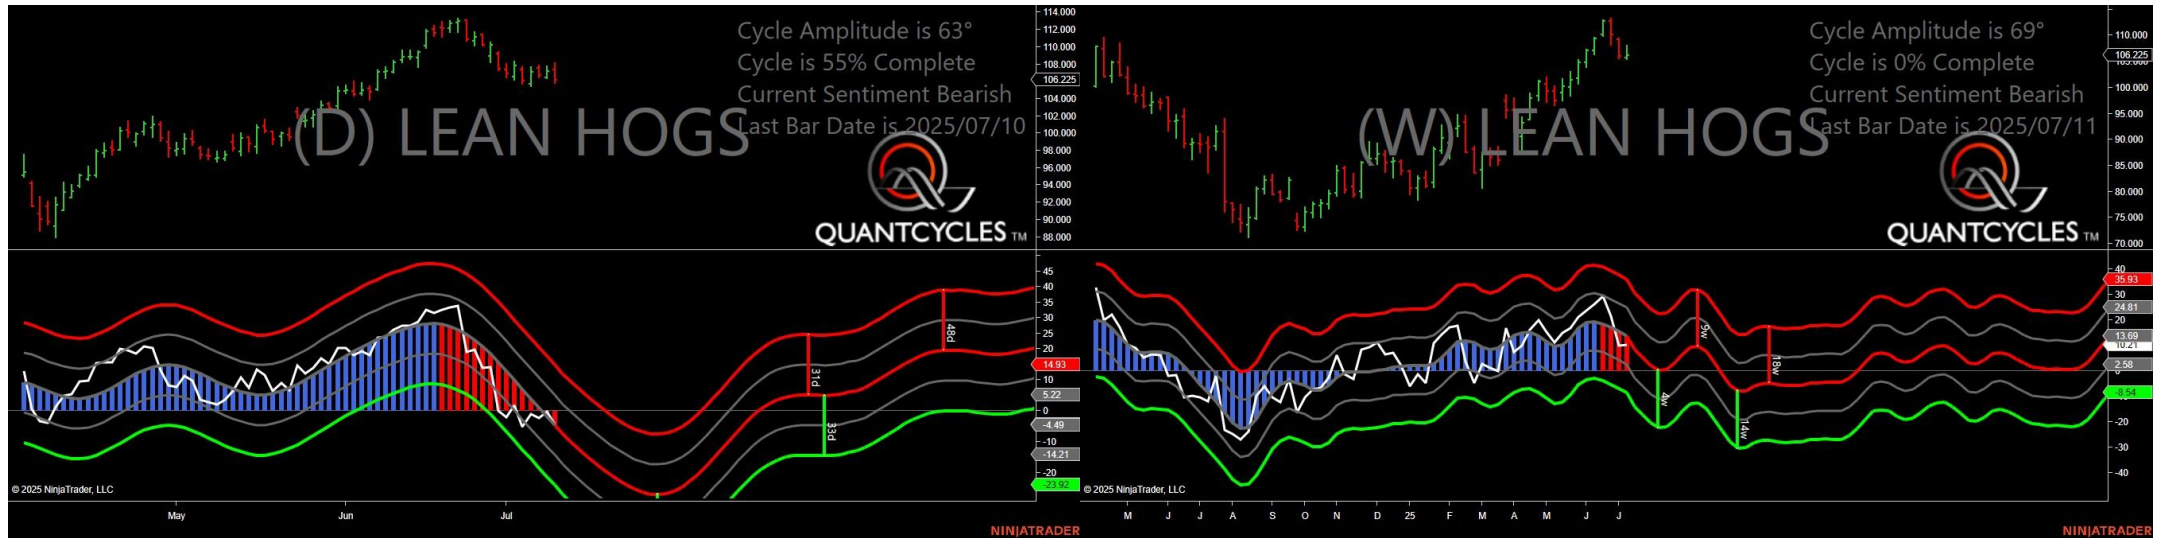 Cycle Amplitude is 63°
Cycle is 55% Complete
Current Sentiment Bearish
Last Bar Date is 2025/07/10
(D) LEAN HOGS
QUANTCYCLES TM
114.000
112.000
110.000
108.000
106.225
104.000
102.000
100.000
98.000
96.000
94.000
92.000
90.000
88.000
45
40
35
30
25
20
14.93
10
5.22
0
-4.49
-10
-14.21
-20
-23.92
31d
33d
48d
© 2025 NinjaTrader, LLC
May Jun Jul
NINJATRADER
Cycle Amplitude is 69°
Cycle is 0% Complete
Current Sentiment Bearish
Last Bar Date is 2025/07/11
(W) LEAN HOGS
QUANTCYCLES TM
110.000
106.225
100.000
95.000
90.000
85.000
80.000
75.000
70.000
40
35.93
30
24.81
20
13.69
10.21
2.58
-8.54
-20
-30
-40
9w
18w
4w
14w
© 2025 NinjaTrader, LLC
M J J A S O N D 25 F M A M J J
NINJATRADER